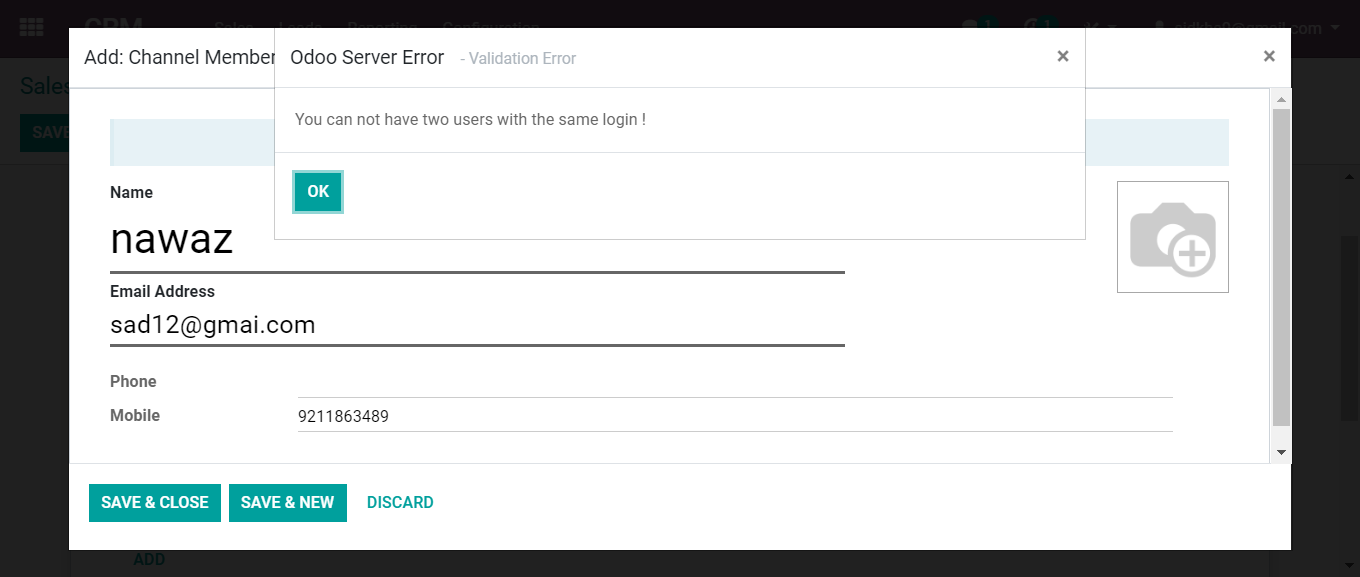 CRM Sales Leads Reporting Configuration 1 1
Add: Channel Member
Odoo Server Error - Validation Error ×
×
Sales
SAVE
You can not have two users with the same login !
OK
Name
nawaz
Email Address
sad12@gmai.com
Phone
Mobile 9211863489
SAVE & CLOSE SAVE & NEW DISCARD
ADD